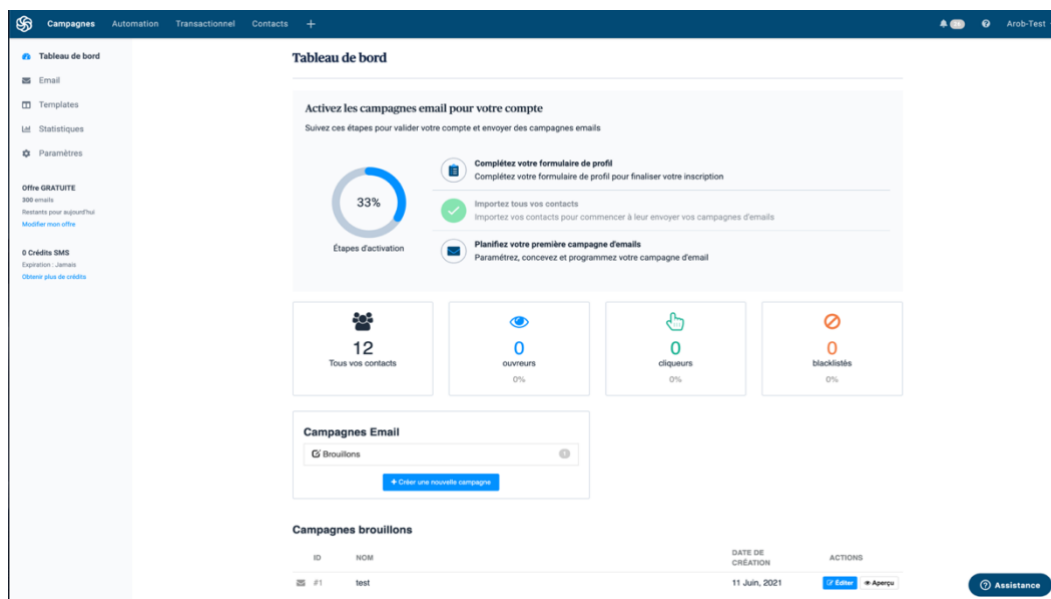 Campagnes Automation Transactionnel Contacts +
Arob-Test
Tableau de bord
Email
Templates
Statistiques
Paramètres
Offre GRATUITE
300 emails
Restants pour aujourd'hui
Modifier mon offre
0 Crédits SMS
Expiration : Jamais
Obtenir plus de crédits
Tableau de bord
Activez les campagnes email pour votre compte
Suivez ces étapes pour valider votre compte et envoyer des campagnes emails
33%
Étapes d'activation
Complétez votre formulaire de profil
Complétez votre formulaire de profil pour finaliser votre inscription
Importez tous vos contacts
Importez vos contacts pour commencer à leur envoyer vos campagnes d'emails
Planifiez votre première campagne d'emails
Paramétrez, concevez et programmez votre campagne d'email
12
Tous vos contacts
0
ouvreurs
0%
0
cliqueurs
0%
0
blacklistés
0%
Campagnes Email
Brouillons
+ Créer une nouvelle campagne
Campagnes brouillons
ID NOM DATE DE CRÉATION ACTIONS
#1 test 11 Juin, 2021 Éditer Aperçu
Assistance